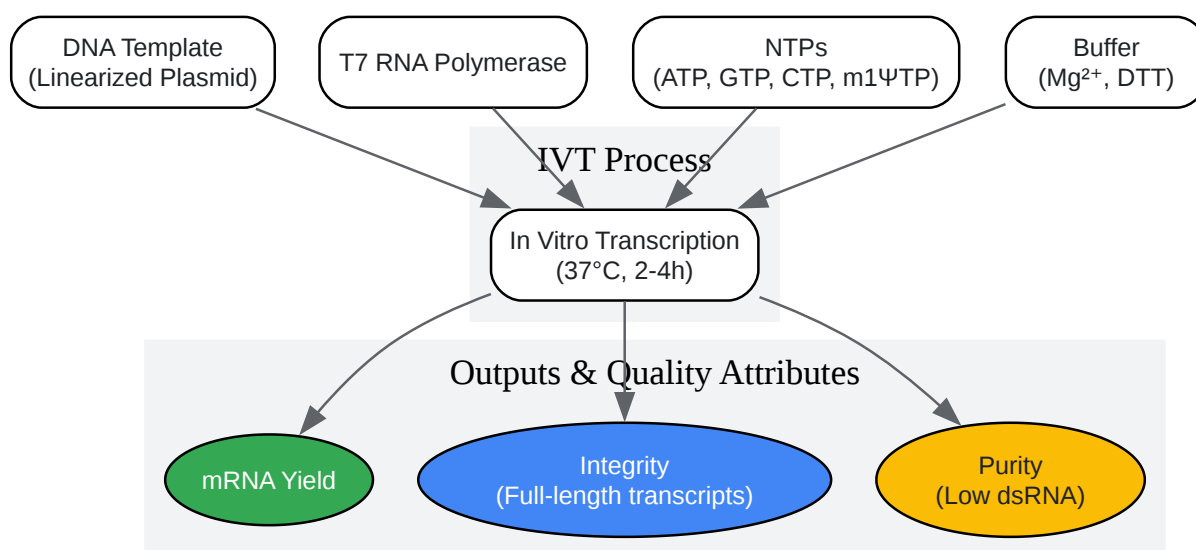 DNA Template
(Linearized Plasmid)
T7 RNA Polymerase
NTPs
(ATP, GTP, CTP, m1ΨTP)
Buffer
(Mg²⁺, DTT)
IVT Process
In Vitro Transcription
(37°C, 2-4h)
Outputs & Quality Attributes
mRNA Yield
Integrity
(Full-length transcripts)
Purity
(Low dsRNA)